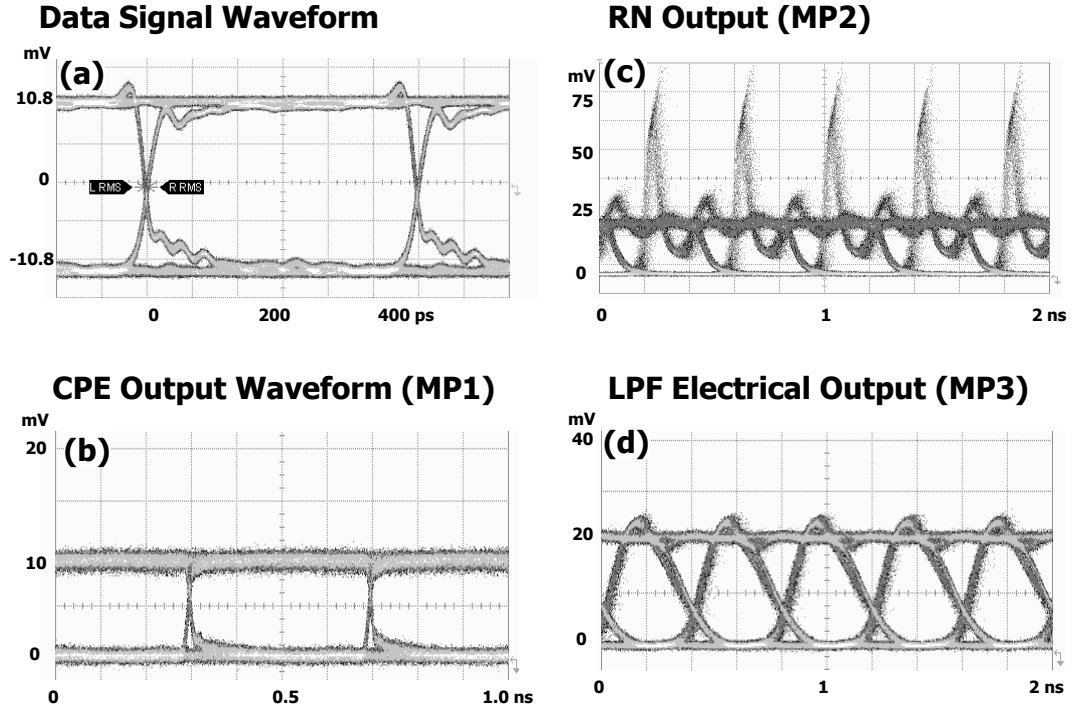 Data Signal Waveform
mV
(a)
10.8
0
-10.8
L RMS
R RMS
0 200 400 ps
RN Output (MP2)
mV
(c)
75
50
25
0
0 1 2 ns
CPE Output Waveform (MP1)
mV
(b)
20
10
0
0 0.5 1.0 ns
LPF Electrical Output (MP3)
mV
(d)
40
20
0
0 1 2 ns